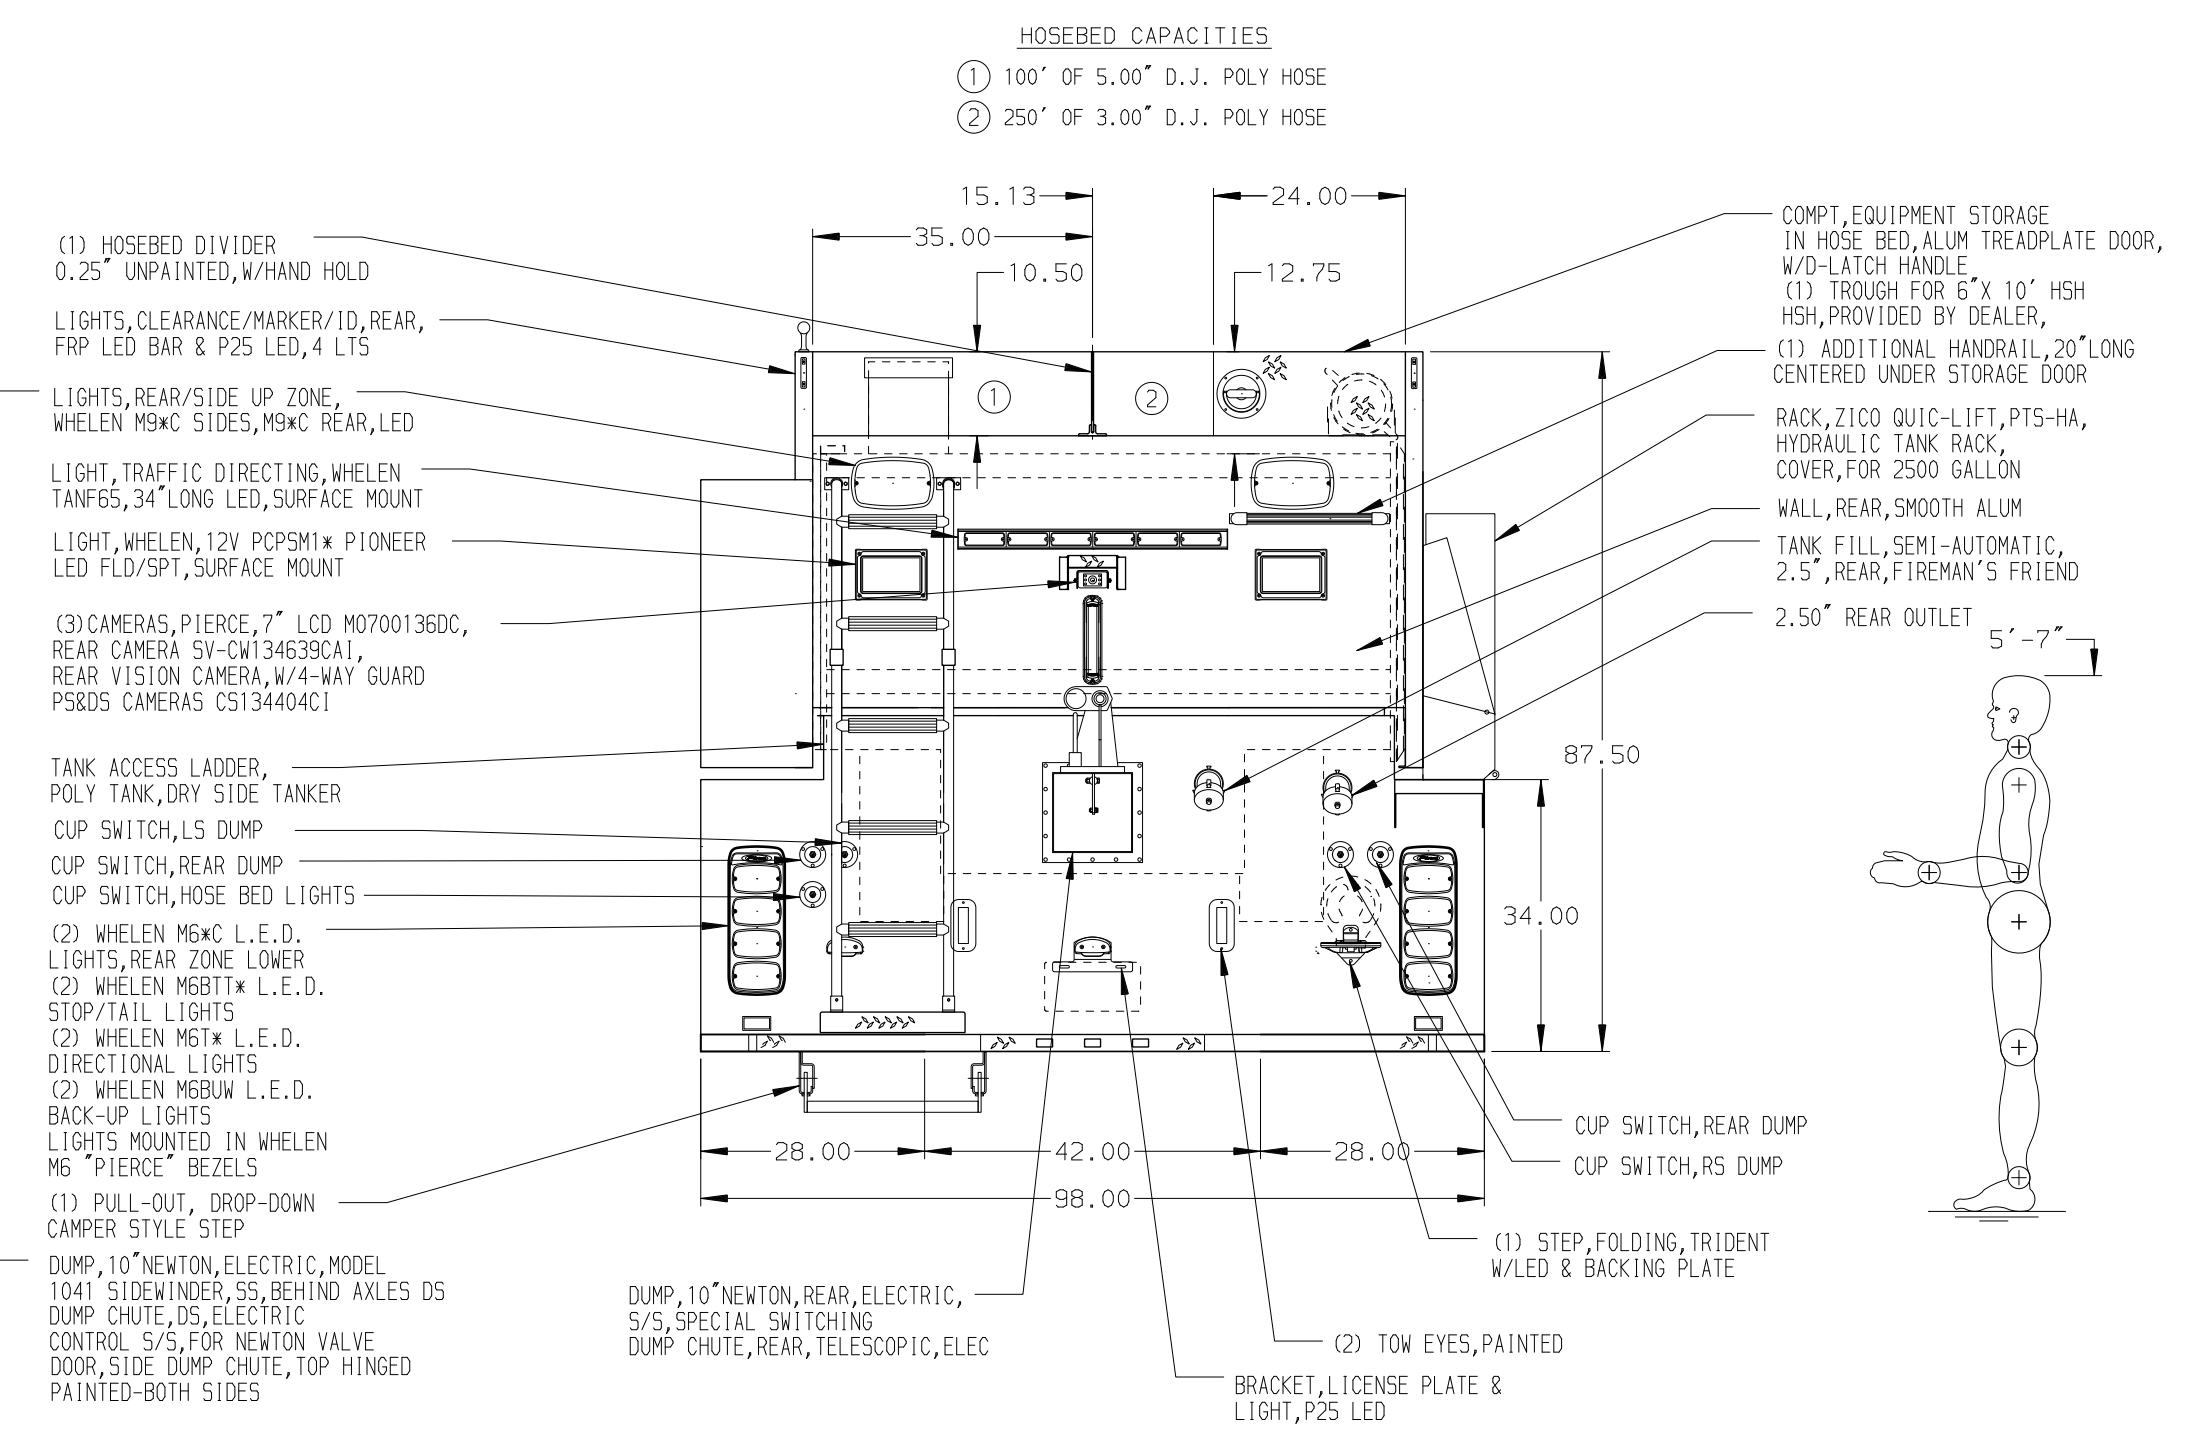 HOSEBED CAPACITIES
1 100' OF 5.00" D.J. POLY HOSE
2 250' OF 3.00" D.J. POLY HOSE
15.13
24.00
35.00
10.50
12.75
(1) HOSEBED DIVIDER
0.25" UNPAINTED,W/HAND HOLD
LIGHTS,CLEARANCE/MARKER/ID,REAR,
FRP LED BAR & P25 LED,4 LTS
LIGHTS,REAR/SIDE UP ZONE,
WHELEN M9*C SIDES,M9*C REAR,LED
LIGHT,TRAFFIC DIRECTING,WHELEN
TANF65,34"LONG LED,SURFACE MOUNT
LIGHT,WHELEN,12V PCPSM1* PIONEER
LED FLD/SPT,SURFACE MOUNT
(3)CAMERAS,PIERCE,7" LCD MO700136DC,
REAR CAMERA SV-CW134639CAI,
REAR VISION CAMERA,W/4-WAY GUARD
PS&DS CAMERAS CS134404CI
TANK ACCESS LADDER,
POLY TANK,DRY SIDE TANKER
CUP SWITCH,LS DUMP
CUP SWITCH,REAR DUMP
CUP SWITCH,HOSE BED LIGHTS
(2) WHELEN M6*C L.E.D.
LIGHTS,REAR ZONE LOWER
(2) WHELEN M6BTT* L.E.D.
STOP/TAIL LIGHTS
(2) WHELEN M6T* L.E.D.
DIRECTIONAL LIGHTS
(2) WHELEN M6BUW L.E.D.
BACK-UP LIGHTS
LIGHTS MOUNTED IN WHELEN
M6 "PIERCE" BEZELS
(1) PULL-OUT, DROP-DOWN
CAMPER STYLE STEP
DUMP,10"NEWTON,ELECTRIC,MODEL
1041 SIDEWINDER,SS,BEHIND AXLES DS
DUMP CHUTE,DS,ELECTRIC
CONTROL S/S,FOR NEWTON VALVE
DOOR,SIDE DUMP CHUTE,TOP HINGED
PAINTED-BOTH SIDES
1
2
87.50
34.00
28.00
42.00
28.00
98.00
DUMP,10"NEWTON,REAR,ELECTRIC,
S/S,SPECIAL SWITCHING
DUMP CHUTE,REAR,TELESCOPIC,ELEC
COMPT,EQUIPMENT STORAGE
IN HOSE BED,ALUM TREADPLATE DOOR,
W/D-LATCH HANDLE
(1) TROUGH FOR 6"X 10' HSH
HSH,PROVIDED BY DEALER,
(1) ADDITIONAL HANDRAIL,20"LONG
CENTERED UNDER STORAGE DOOR
RACK,ZICO QUIC-LIFT,PTS-HA,
HYDRAULIC TANK RACK,
COVER,FOR 2500 GALLON
WALL,REAR,SMOOTH ALUM
TANK FILL,SEMI-AUTOMATIC,
2.5",REAR,FIREMAN'S FRIEND
2.50" REAR OUTLET
5'-7"
CUP SWITCH,REAR DUMP
CUP SWITCH,RS DUMP
(1) STEP,FOLDING,TRIDENT
W/LED & BACKING PLATE
(2) TOW EYES,PAINTED
BRACKET,LICENSE PLATE &
LIGHT,P25 LED